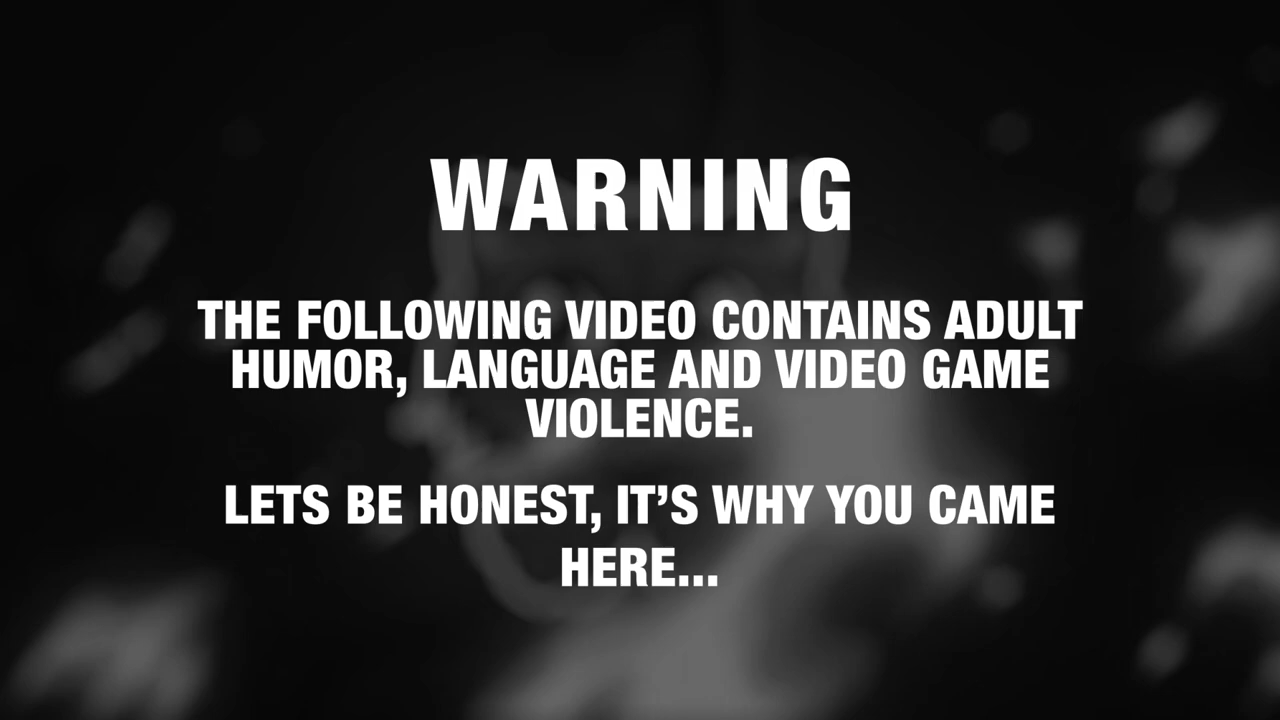 WARNING
THE FOLLOWING VIDEO CONTAINS ADULT
HUMOR, LANGUAGE AND VIDEO GAME
VIOLENCE.
LETS BE HONEST, IT’S WHY YOU CAME
HERE...